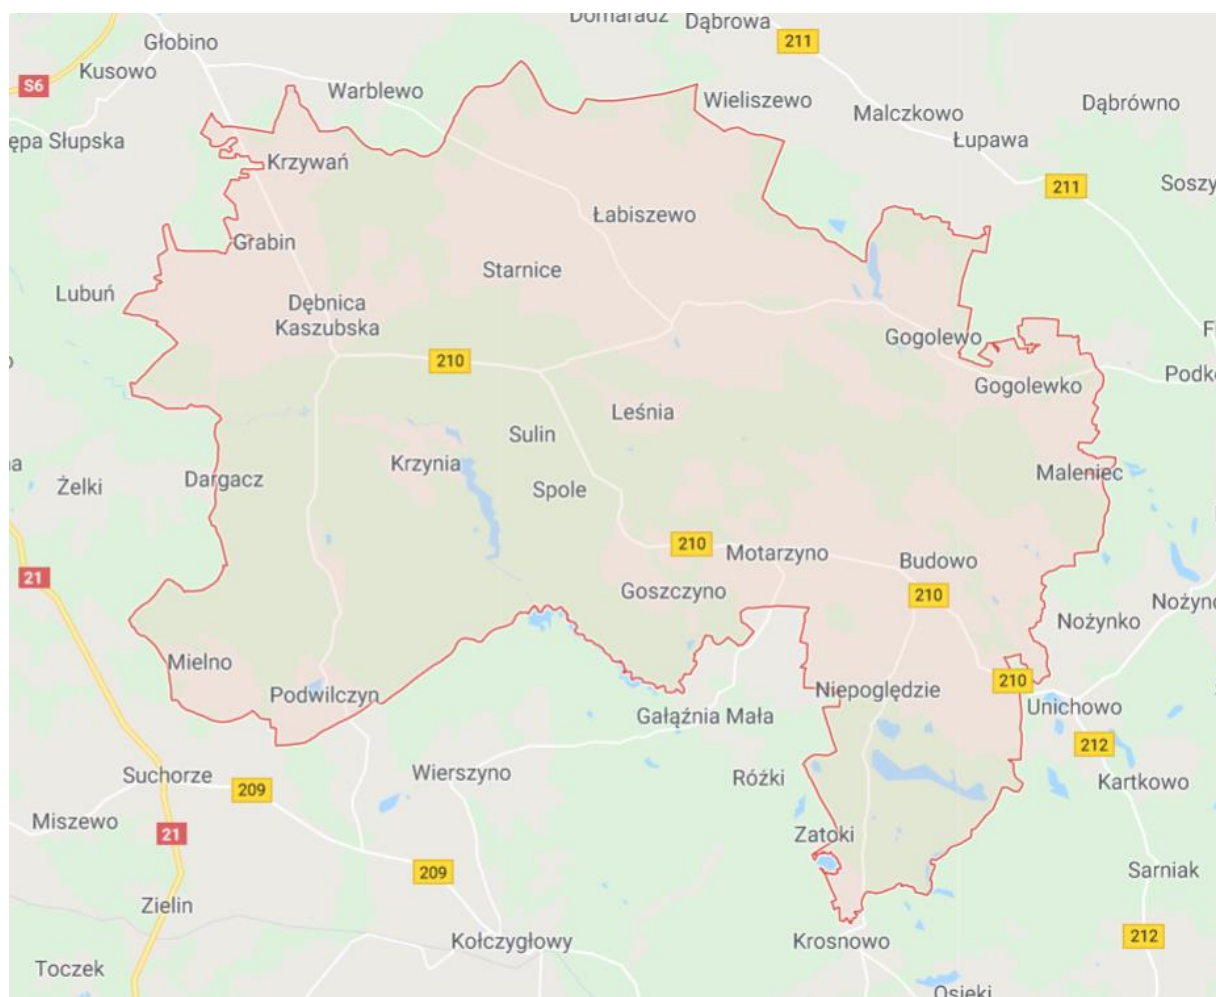 Domaradz
Dąbrowa
Głobino
211
Kusowo
S6
Warblewo
Wieliszewo
Malczkowo
Dąbrówno
ępa Słupska
Łupawa
Krzywań
211
Soszy
Łabiszewo
Grabin
Starnice
Lubuń
Dębnica
Kaszubska
Gogolewo
210
Podko
Gogolewko
Leśnia
Sulin
Krzynia
Maleniec
Dargacz
Żelki
Spole
210
Motarzyno
Budowo
21
Goszczyno
210
Nożyno
Nożynko
Mielno
210
Podwilczyn
Niepoględzie
Unichowo
Gałąźnia Mała
212
Suchorze
Wierszyno
Różki
Kartkowo
209
Miszewo
21
Zatoki
209
Sarniak
Zielin
Kołczygłowy
Krosnowo
212
Toczek
Osieki